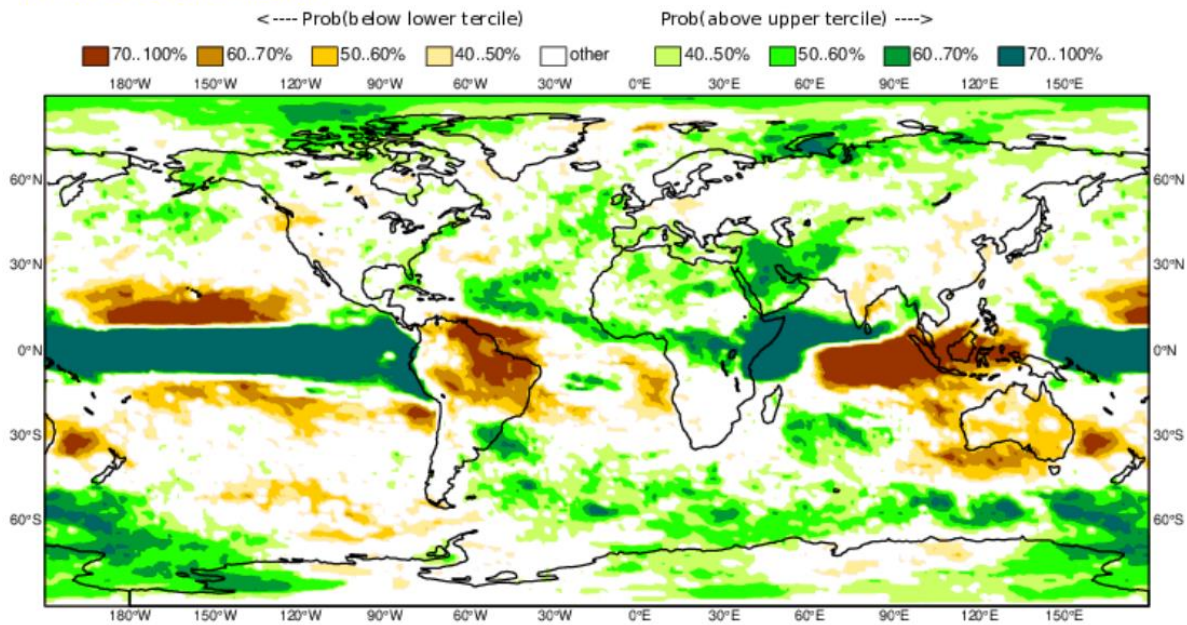 <---- Prob(below lower tercile) Prob(above upper tercile) ---->
70..100% 60..70% 50..60% 40..50% other 40..50% 50..60% 60..70% 70..100%
180°W 150°W 120°W 90°W 60°W 30°W 0°E 30°E 60°E 90°E 120°E 150°E
60°N 60°N
30°N 30°N
0°N 0°N
30°S 30°S
60°S 60°S
180°W 150°W 120°W 90°W 60°W 30°W 0°E 30°E 60°E 90°E 120°E 150°E